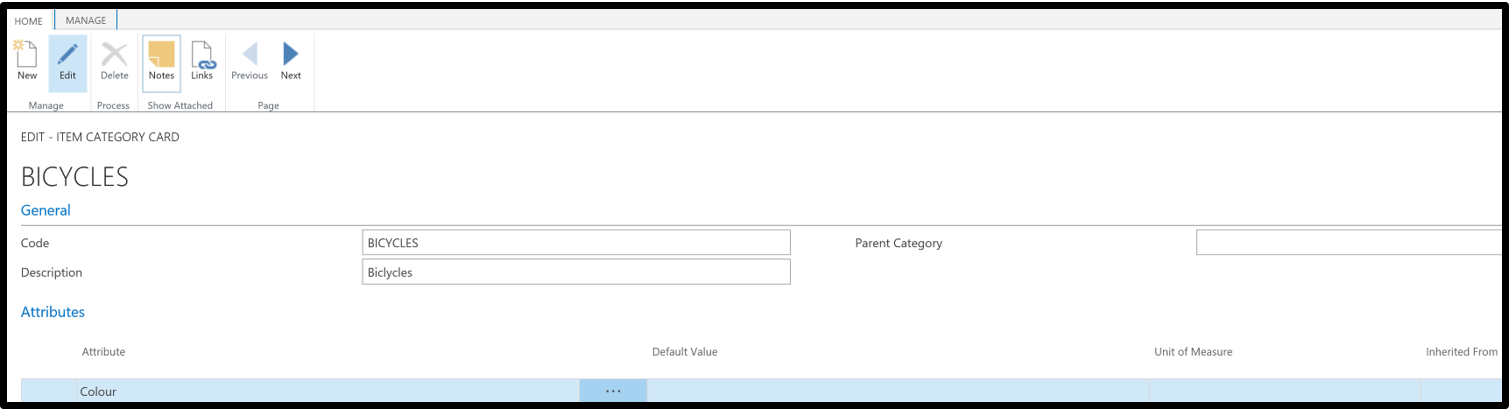 HOME MANAGE
New Edit Delete Notes Links Previous Next
Manage Process Show Attached Page
EDIT - ITEM CATEGORY CARD
BICYCLES
General
Code BICYCLES Parent Category
Description Biclycles
Attributes
Attribute Default Value Unit of Measure Inherited From
Colour ...